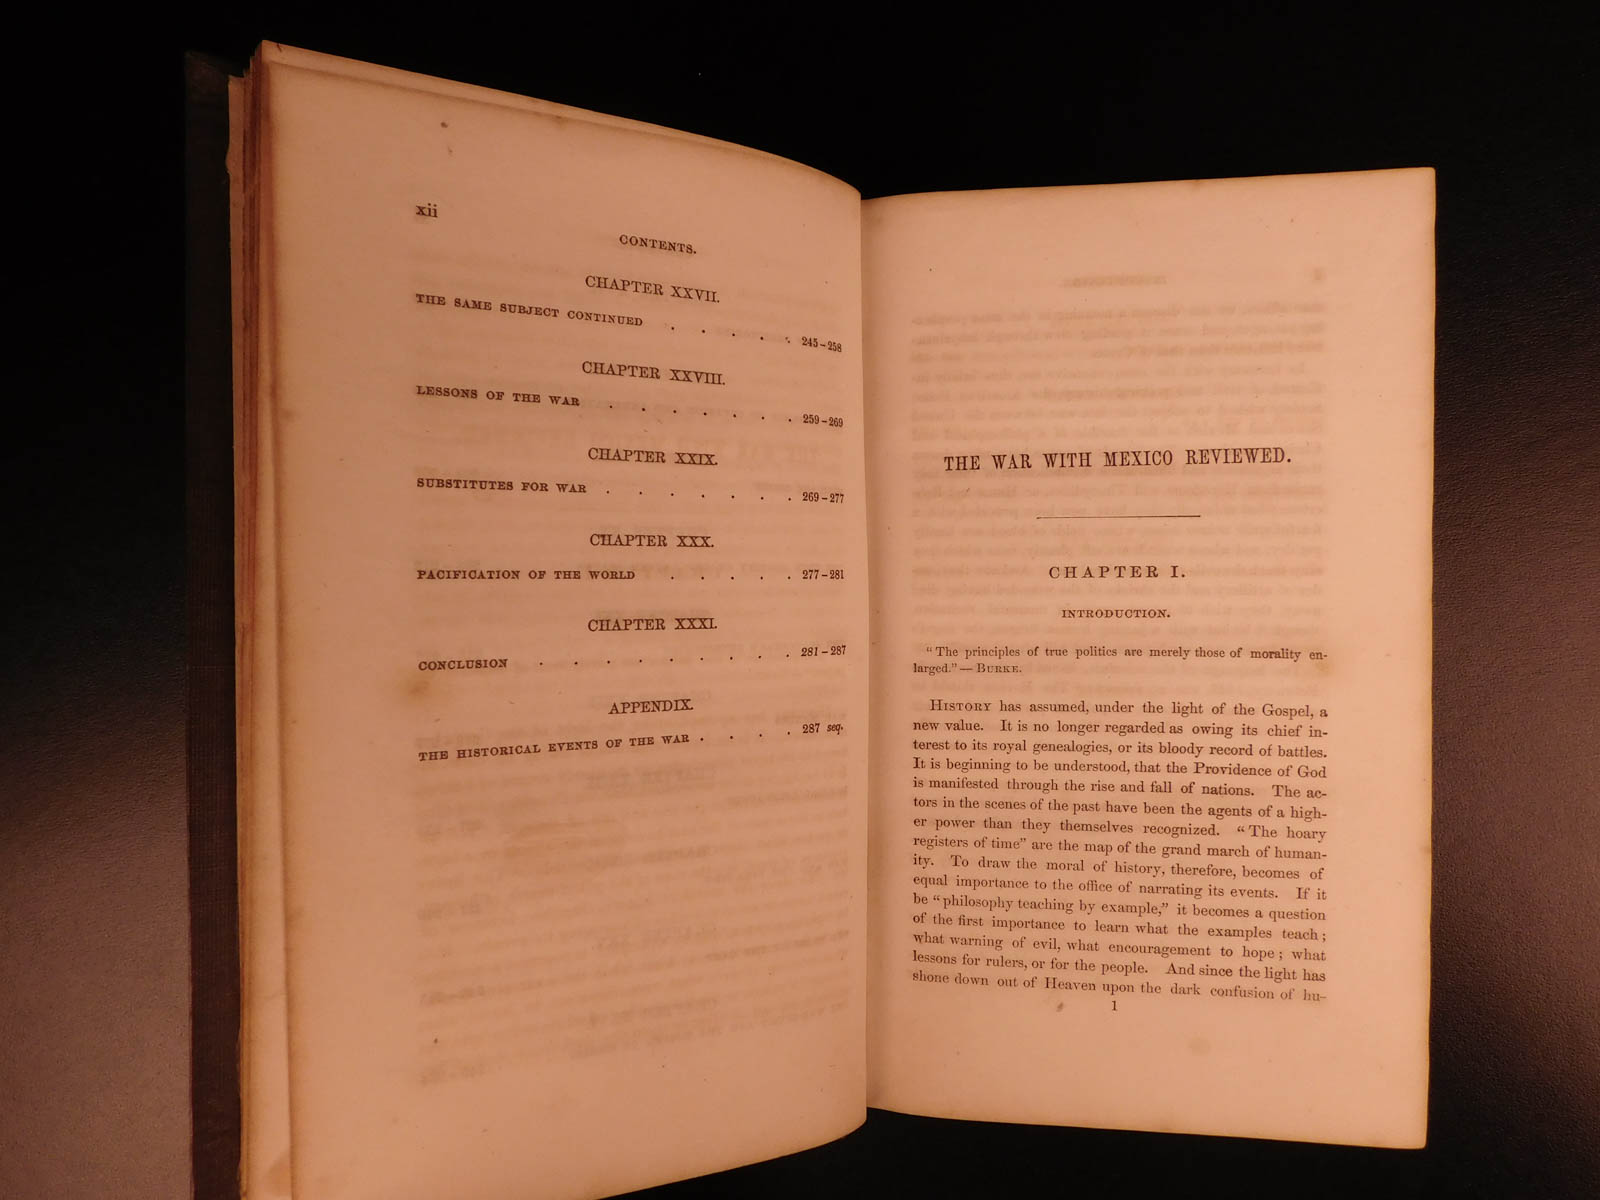 xii
CONTENTS.
CHAPTER XXVII.
THE SAME SUBJECT CONTINUED . . . . . 245–258
CHAPTER XXVIII.
LESSONS OF THE WAR . . . . . . . 259–269
CHAPTER XXIX.
SUBSTITUTES FOR WAR . . . . . . . 269–277
CHAPTER XXX.
PACIFICATION OF THE WORLD . . . . . 277–281
CHAPTER XXXI.
CONCLUSION . . . . . . . . . 281–287
APPENDIX.
THE HISTORICAL EVENTS OF THE WAR . . . . 287 seq.
THE WAR WITH MEXICO REVIEWED.
CHAPTER I.
INTRODUCTION.
"The principles of true politics are merely those of morality en-
larged." — BURKE.
HISTORY has assumed, under the light of the Gospel, a
new value. It is no longer regarded as owing its chief in-
terest to its royal genealogies, or its bloody record of battles.
It is beginning to be understood, that the Providence of God
is manifested through the rise and fall of nations. The ac-
tors in the scenes of the past have been the agents of a high-
er power than they themselves recognized. "The hoary
registers of time" are the map of the grand march of human-
ity. To draw the moral of history, therefore, becomes of
equal importance to the office of narrating its events. If it
be "philosophy teaching by example," it becomes a question
of the first importance to learn what the examples teach;
what warning of evil, what encouragement to hope; what
lessons for rulers, or for the people. And since the light has
shone down out of Heaven upon the dark confusion of hu-
1